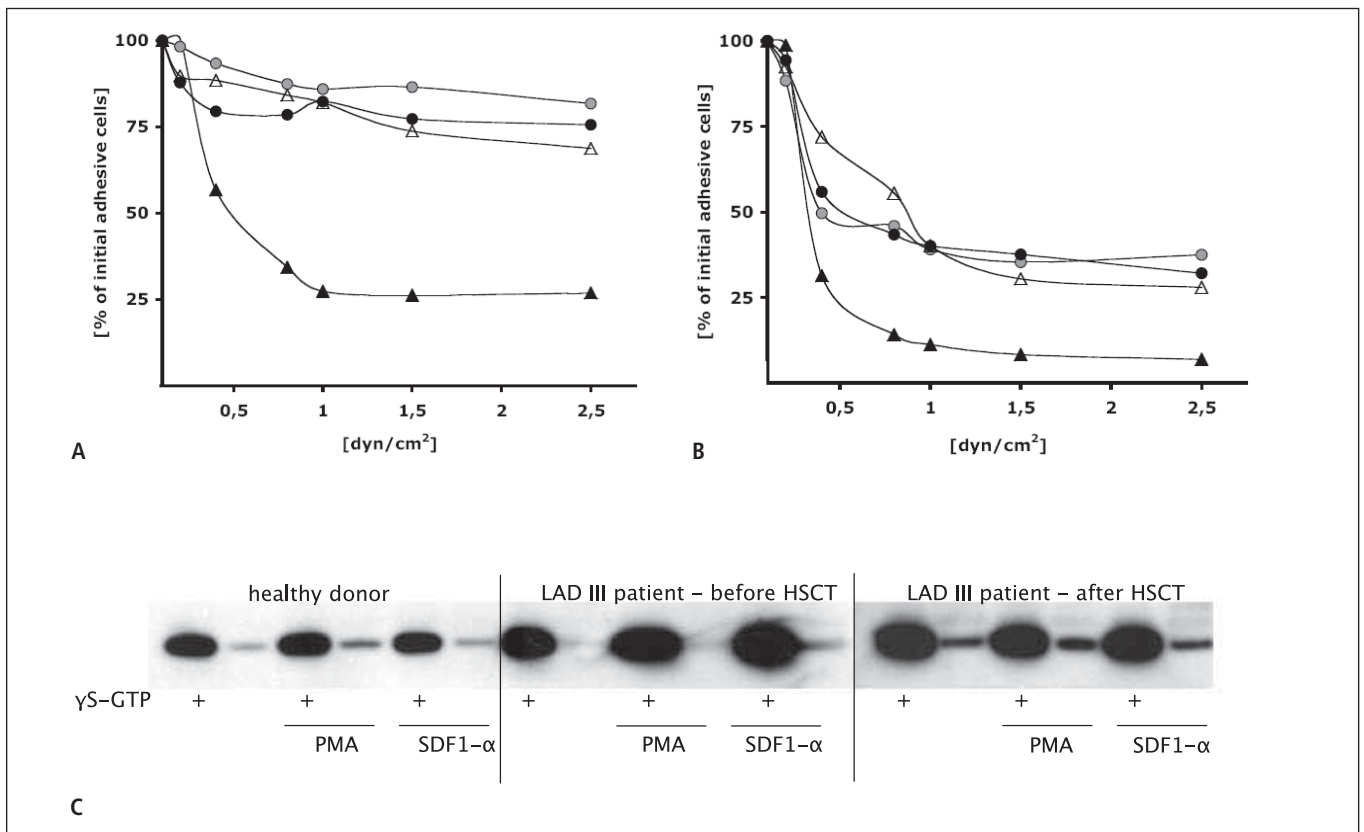 [% of initial adhesive cells]
100
75
50
25
0,5 1 1,5 2 2,5
[dyn/cm²]
A
[% of initial adhesive cells]
100
75
50
25
0,5 1 1,5 2 2,5
[dyn/cm²]
B
healthy donor LAD III patient – before HSCT LAD III patient – after HSCT
γS–GTP + + + + + + + + +
PMA SDF1–α PMA SDF1–α PMA SDF1–α
C